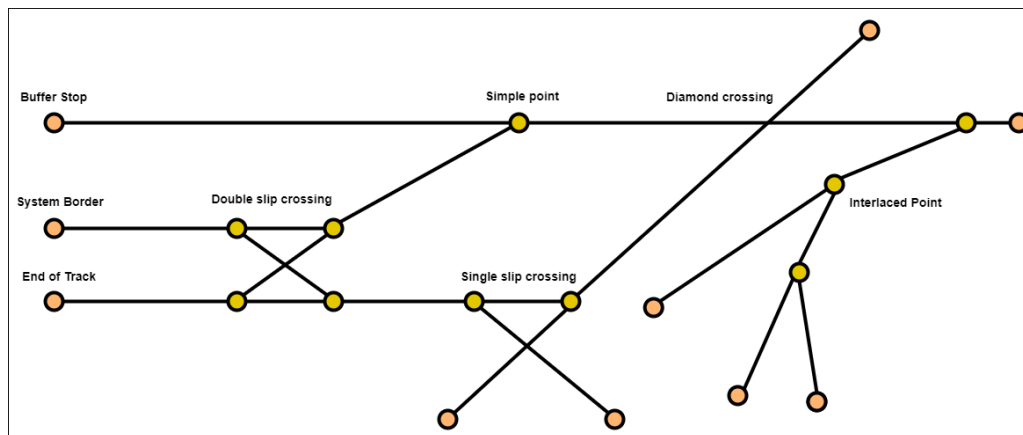 Buffer Stop
Simple point
Diamond crossing
System Border
Double slip crossing
Interlaced Point
End of Track
Single slip crossing